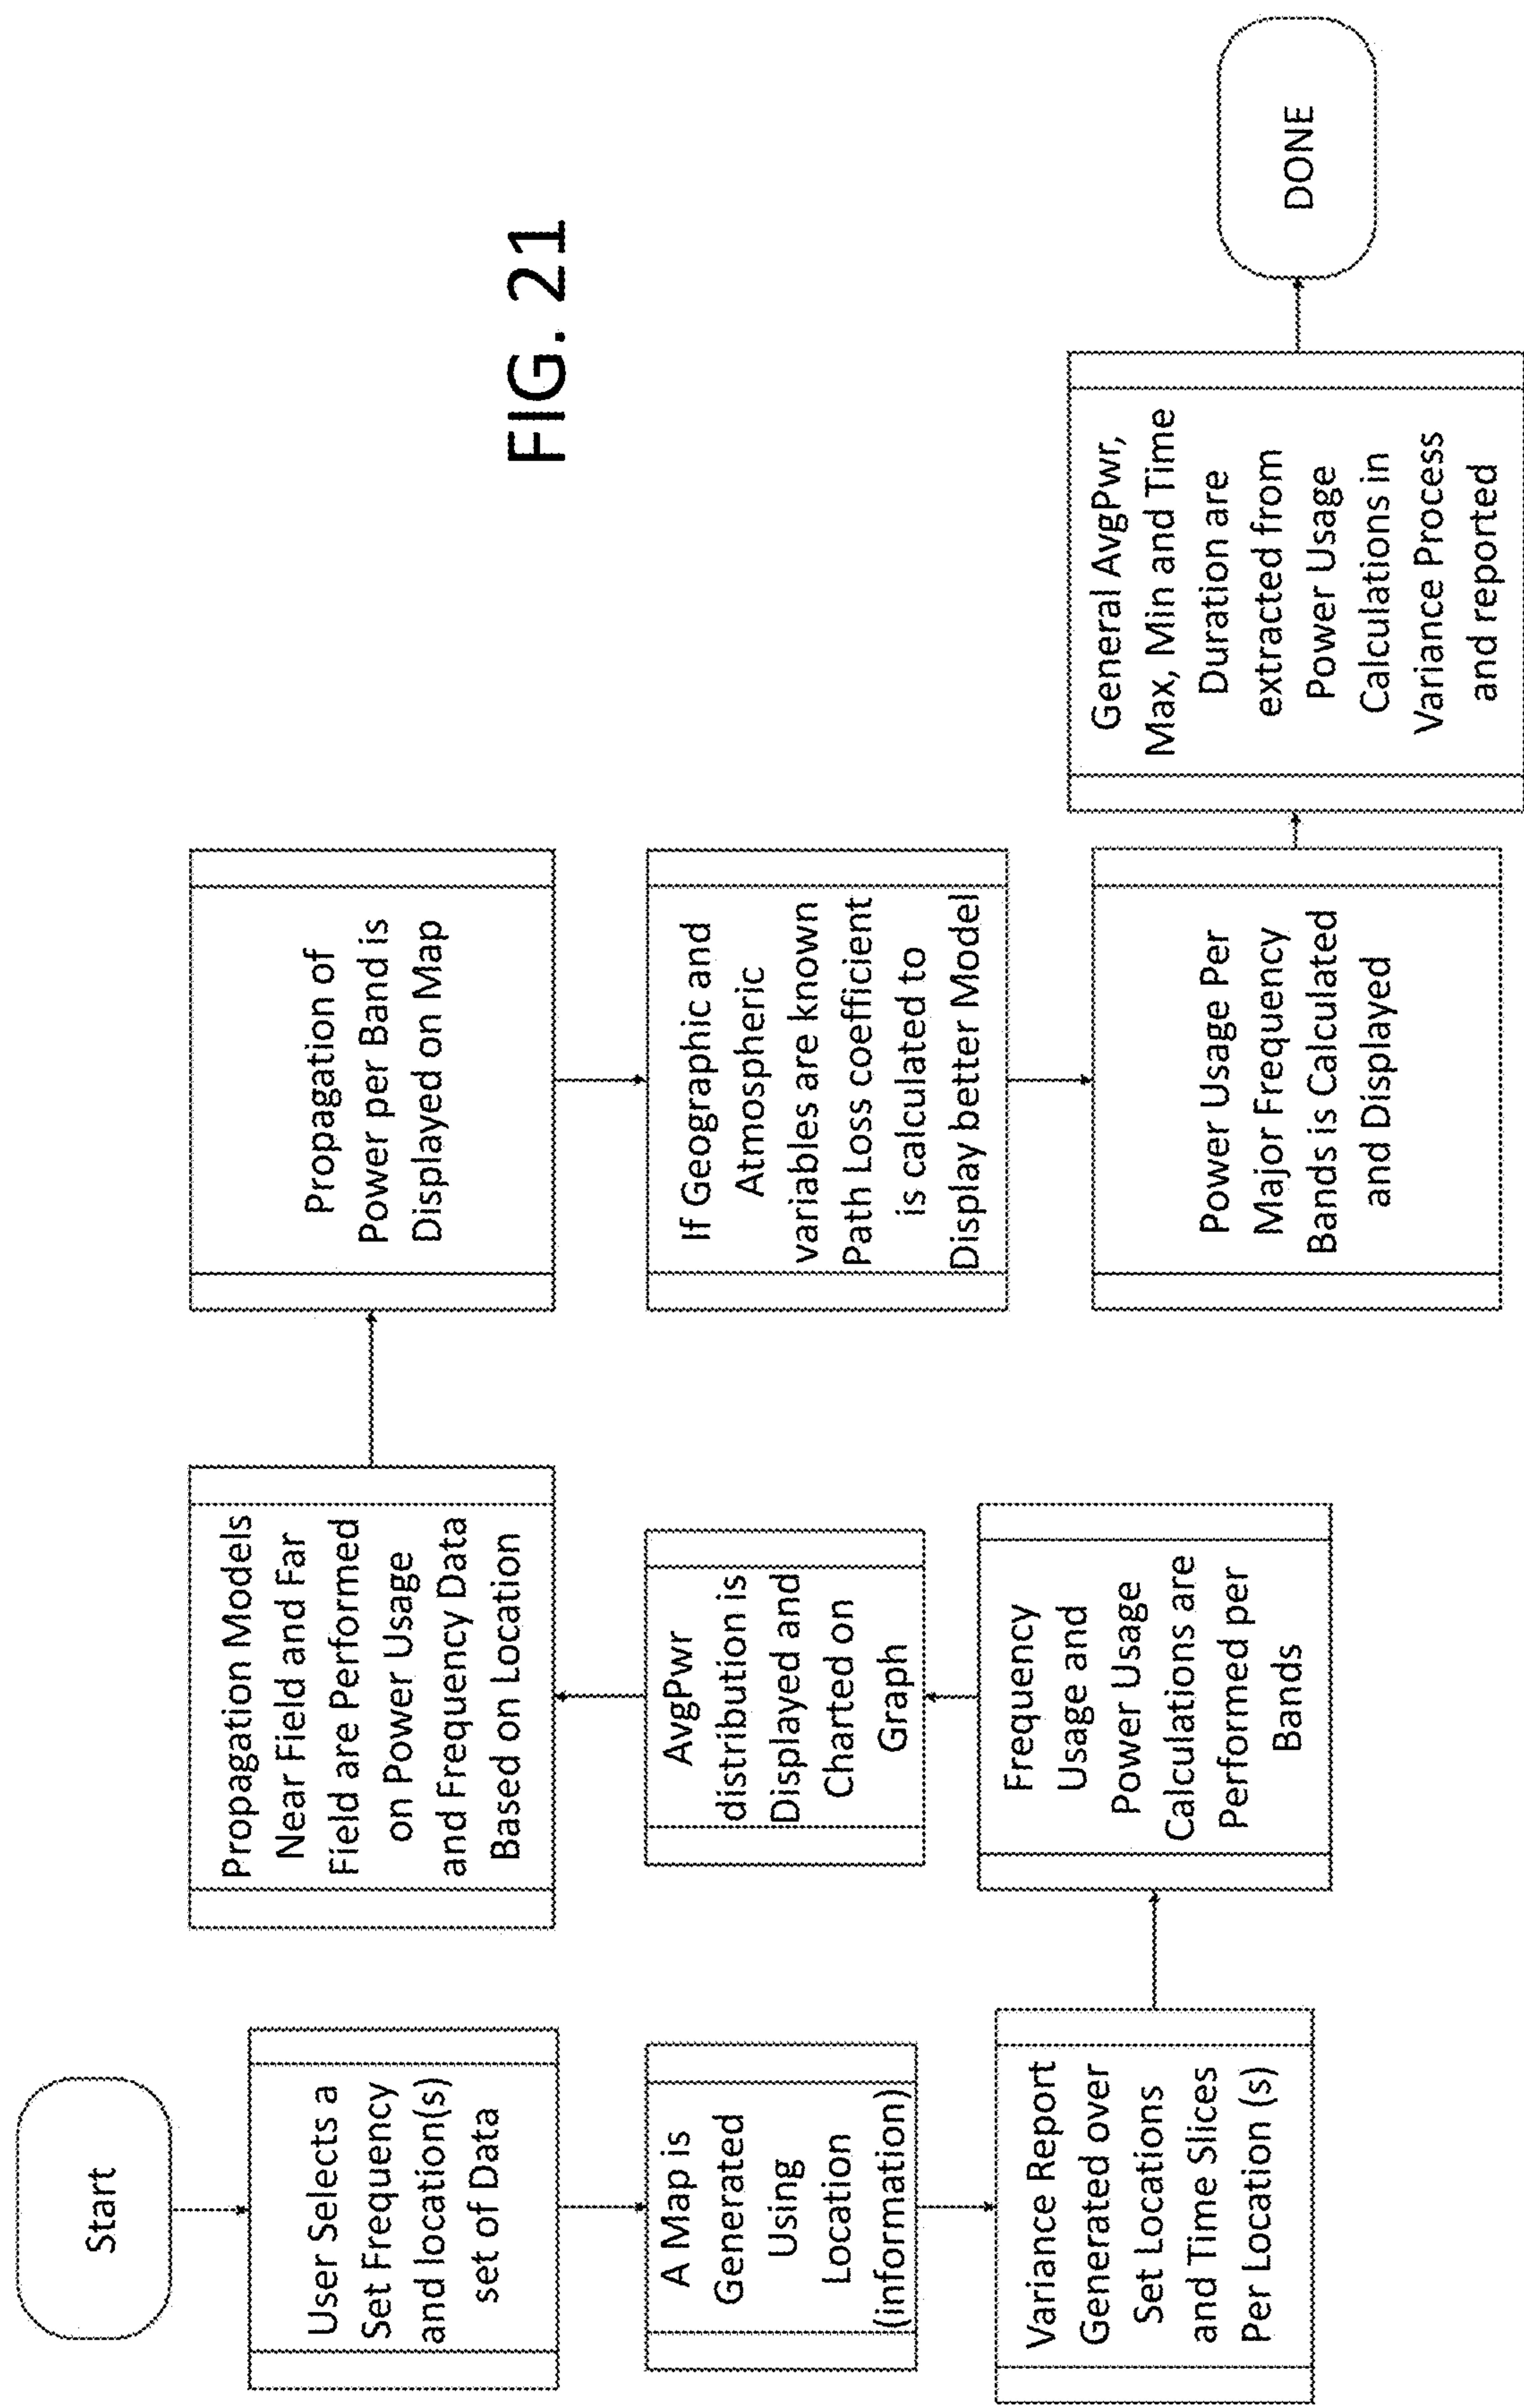 Start
User Selects a
Set Frequency
and location(s)
set of Data
A Map is
Generated
Using
Location
(information)
Variance Report
Generated over
Set Locations
and Time Slices
Per Location (s)
Frequency
Usage and
Power Usage
Calculations are
Performed per
Bands
AvgPwr
distribution is
Displayed and
Charted on
Graph
Propagation Models
Near Field and Far
Field are Performed
on Power Usage
and Frequency Data
Based on Location
Propagation of
Power per Band is
Displayed on Map
If Geographic and
Atmospheric
variables are known
Path Loss coefficient
is calculated to
Display better Model
Power Usage Per
Major Frequency
Bands is Calculated
and Displayed
General AvgPwr,
Max, Min and Time
Duration are
extracted from
Power Usage
Calculations in
Variance Process
and reported
DONE
FIG. 21